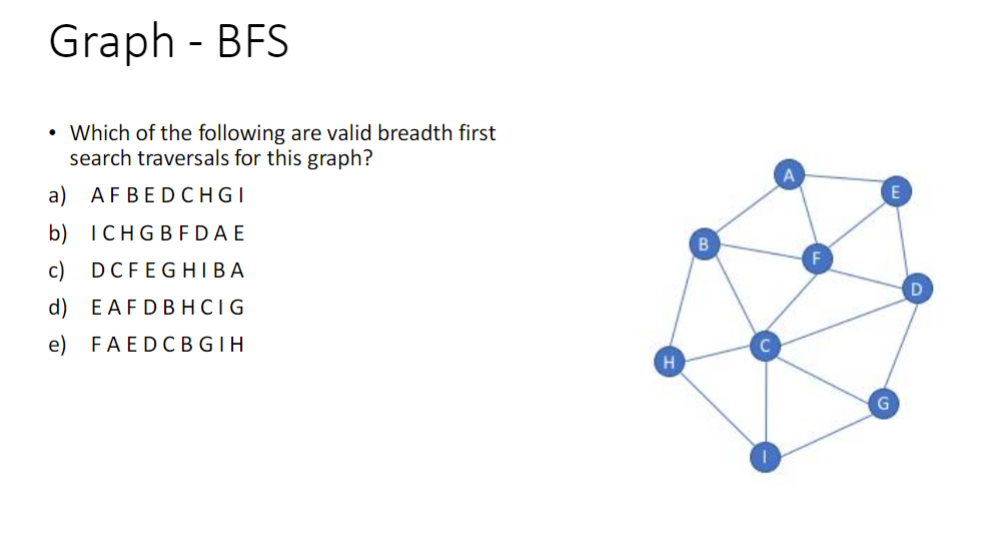 Graph - BFS
• Which of the following are valid breadth first
search traversals for this graph?
a) A F B E D C H G I
b) I C H G B F D A E
c) D C F E G H I B A
d) E A F D B H C I G
e) F A E D C B G I H
A
E
B
F
D
C
H
G
I